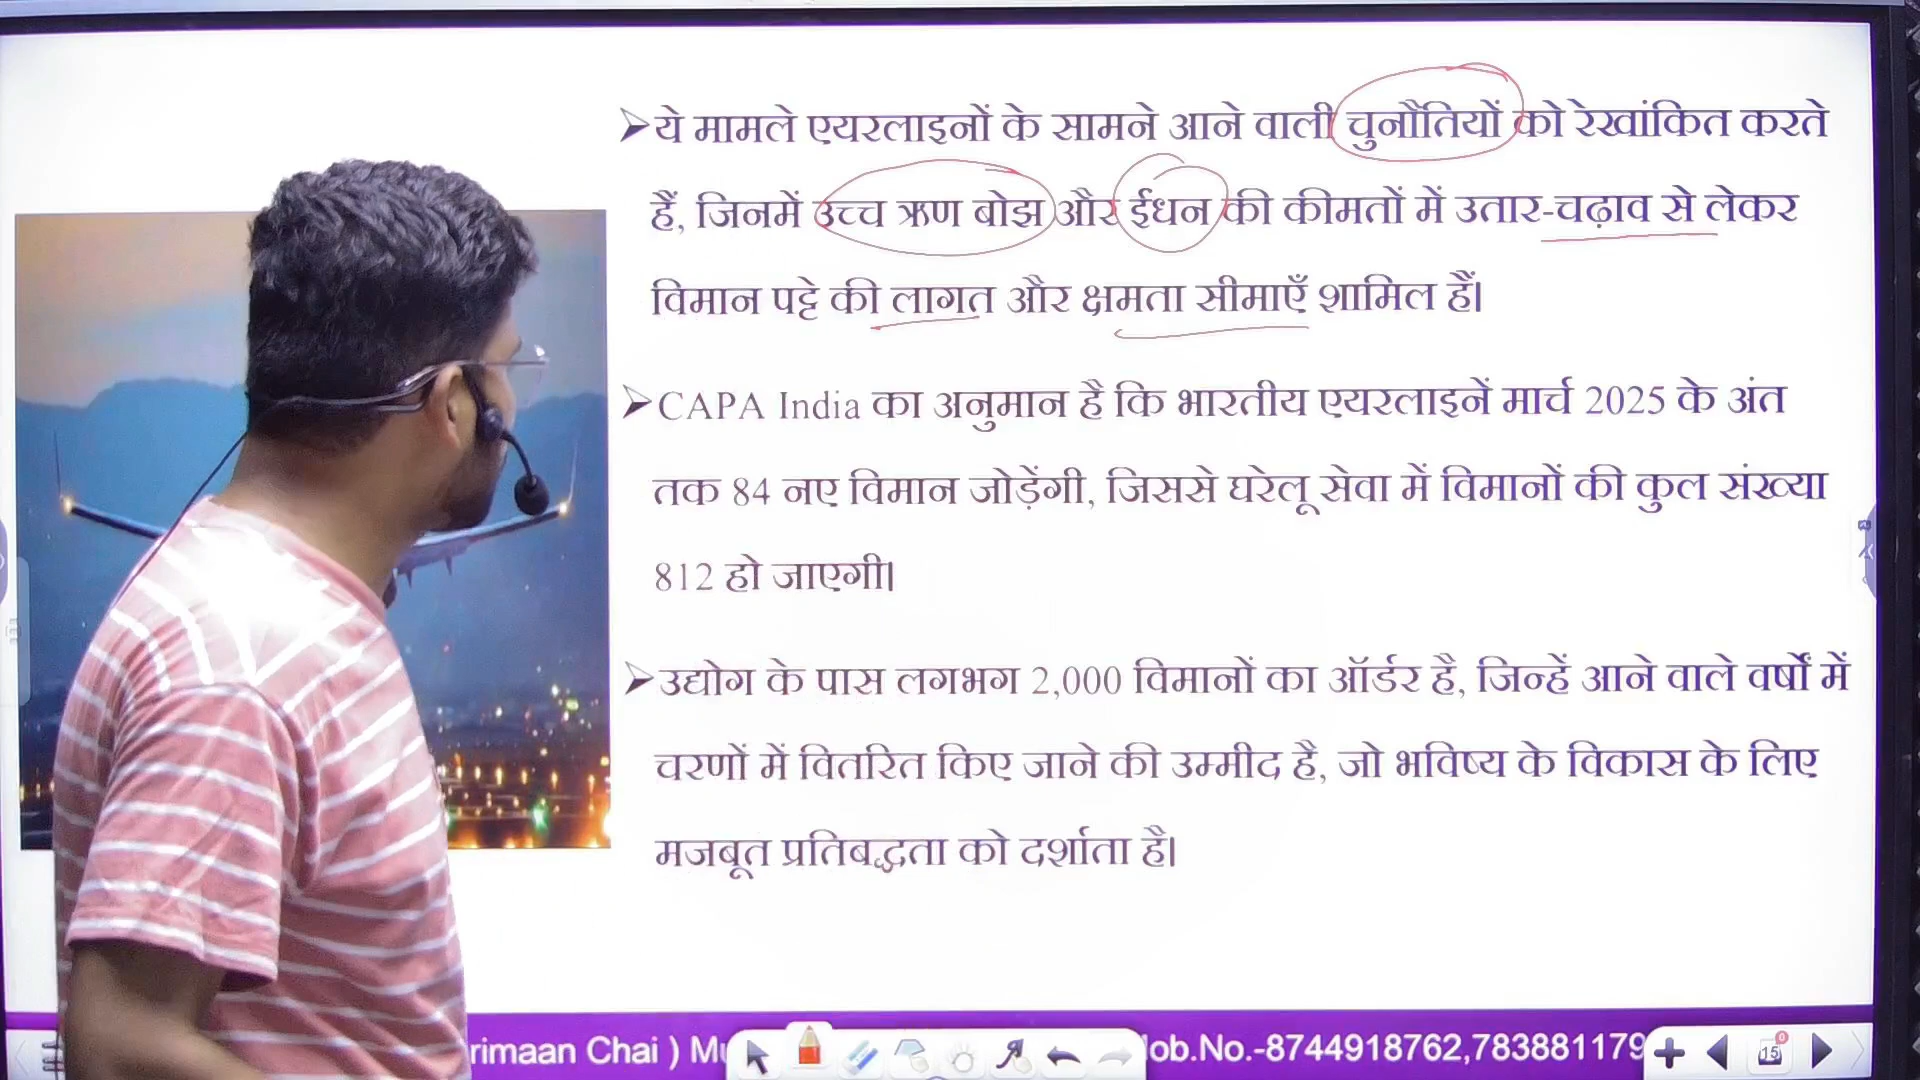 ➢ये मामले एयरलाइनों के सामने आने वाली चुनौतियों को रेखांकित करते
हैं, जिनमें उच्च ऋण बोझ और ईंधन की कीमतों में उतार-चढ़ाव से लेकर
विमान पट्टे की लागत और क्षमता सीमाएँ शामिल हैं।
➢CAPA India का अनुमान है कि भारतीय एयरलाइनें मार्च 2025 के अंत
तक 84 नए विमान जोड़ेंगी, जिससे घरेलू सेवा में विमानों की कुल संख्या
812 हो जाएगी।
➢उद्योग के पास लगभग 2,000 विमानों का ऑर्डर है, जिन्हें आने वाले वर्षों में
चरणों में वितरित किए जाने की उम्मीद है, जो भविष्य के विकास के लिए
मजबूत प्रतिबद्धता को दर्शाता है।
rimaan Chai ) Mu ob.No.-8744918762,783881179
15